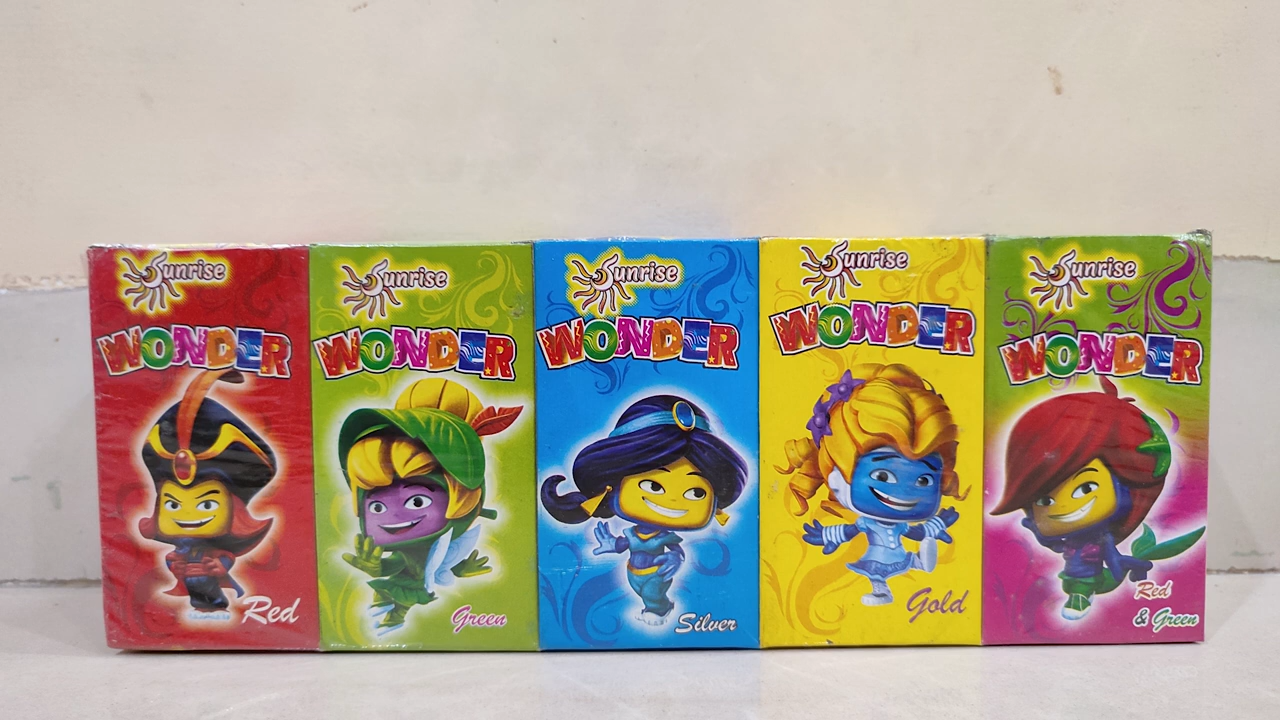 Sunrise
WONDER
Red
Sunrise
WONDER
Green
Sunrise
WONDER
Silver
Sunrise
WONDER
Gold
Sunrise
WONDER
Red
& Green